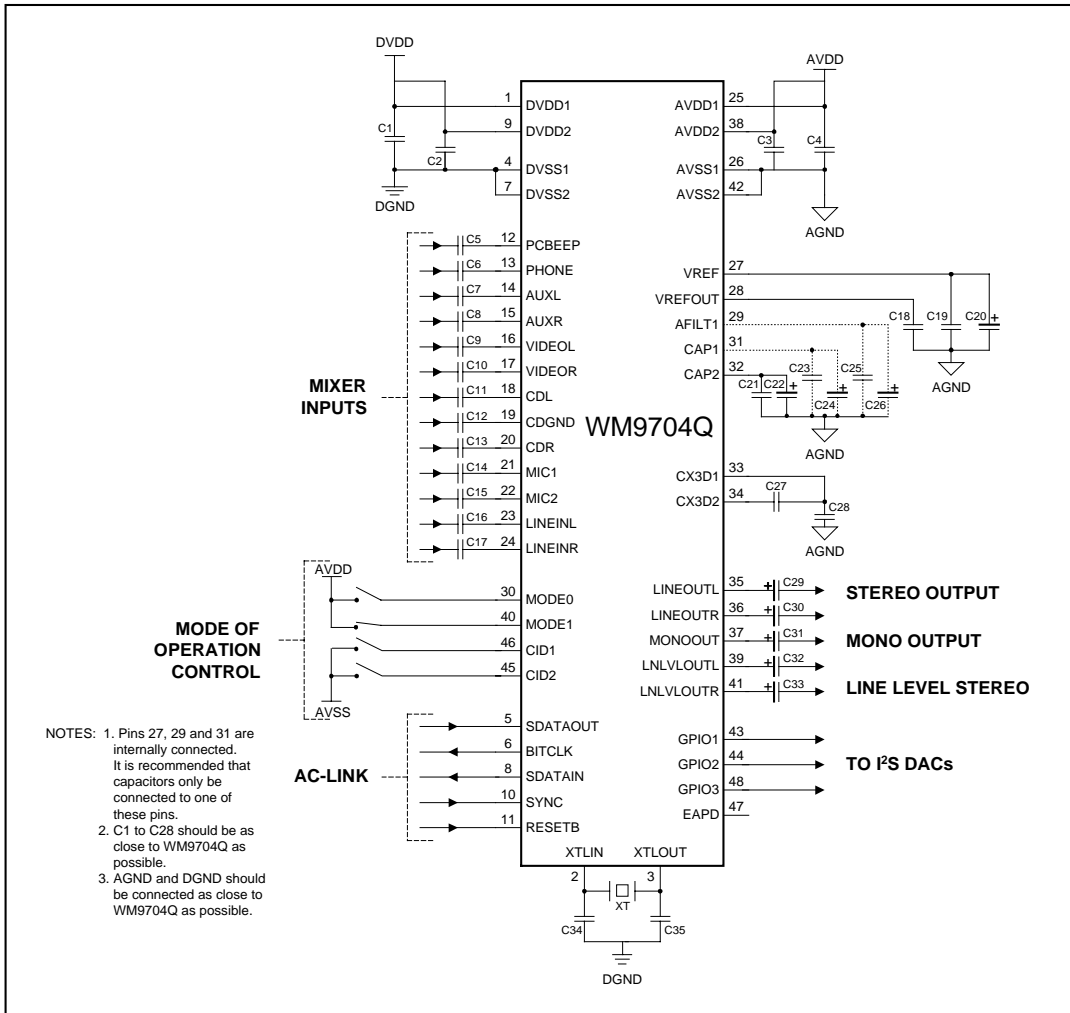 DVDD
AVDD
1 DVDD1 AVDD1 25
9 DVDD2 AVDD2 38
C1 C2 C3 C4
4 DVSS1 AVSS1 26
7 DVSS2 AVSS2 42
DGND
AGND
C5 12 PCBEEP
C6 13 PHONE
C7 14 AUXL
C8 15 AUXR
C9 16 VIDEOL
C10 17 VIDEOR
C11 18 CDL
C12 19 CDGND
C13 20 CDR
C14 21 MIC1
C15 22 MIC2
C16 23 LINEINL
C17 24 LINEINR
MIXER
INPUTS
VREF 27
VREFOUT 28
AFILT1 29
CAP1 31
CAP2 32
C18 C19 C20 +
AGND
C21 C22 + C23 C24 + C25 C26 +
AGND
WM9704Q
CX3D1 33
CX3D2 34
C27
C28
AGND
AVDD
30 MODE0
40 MODE1
46 CID1
45 CID2
AVSS
MODE OF
OPERATION
CONTROL
LINEOUTL 35 + C29
LINEOUTR 36 + C30
MONOOUT 37 + C31
LNLVLOUTL 39 + C32
LNLVLOUTR 41 + C33
STEREO OUTPUT
MONO OUTPUT
LINE LEVEL STEREO
5 SDATAOUT
6 BITCLK
8 SDATAIN
10 SYNC
11 RESETB
AC-LINK
GPIO1 43
GPIO2 44
GPIO3 48
EAPD 47
TO I²S DACs
XTLIN XTLOUT
2 3
XT
C34 C35
DGND
NOTES: 1. Pins 27, 29 and 31 are
internally connected.
It is recommended that
capacitors only be
connected to one of
these pins.
2. C1 to C28 should be as
close to WM9704Q as
possible.
3. AGND and DGND should
be connected as close to
WM9704Q as possible.